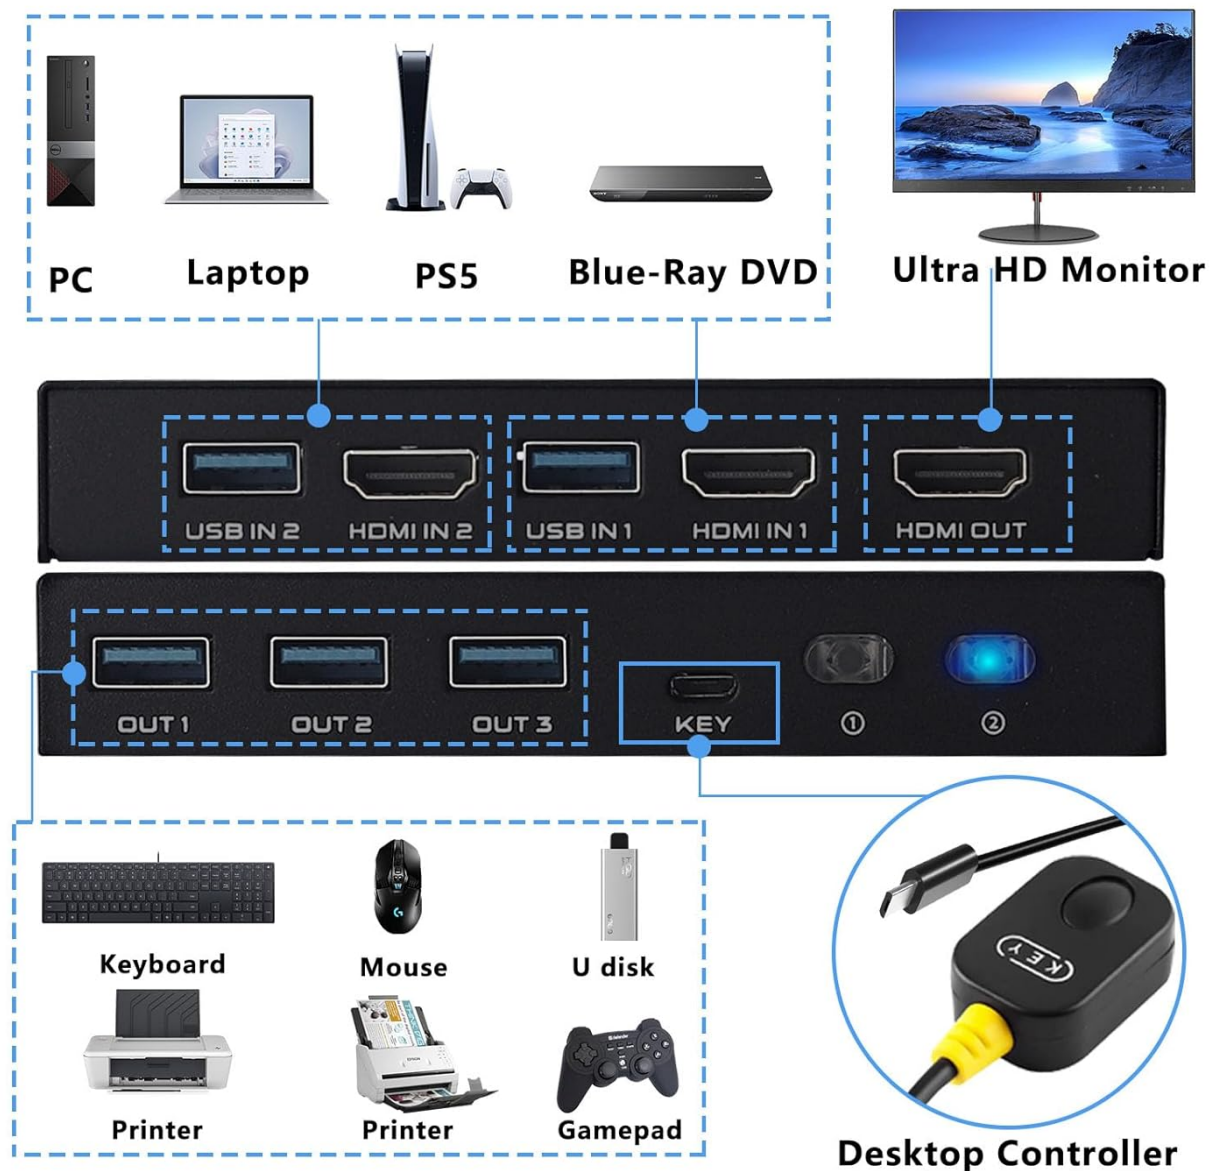 PC
Laptop
PS5
Blue-Ray DVD
Ultra HD Monitor
USB IN 2
HDMI IN 2
USB IN 1
HDMI IN 1
HDMI OUT
OUT 1
OUT 2
OUT 3
KEY
①
②
Keyboard
Mouse
U disk
KEY
Printer
Printer
Gamepad
Desktop Controller